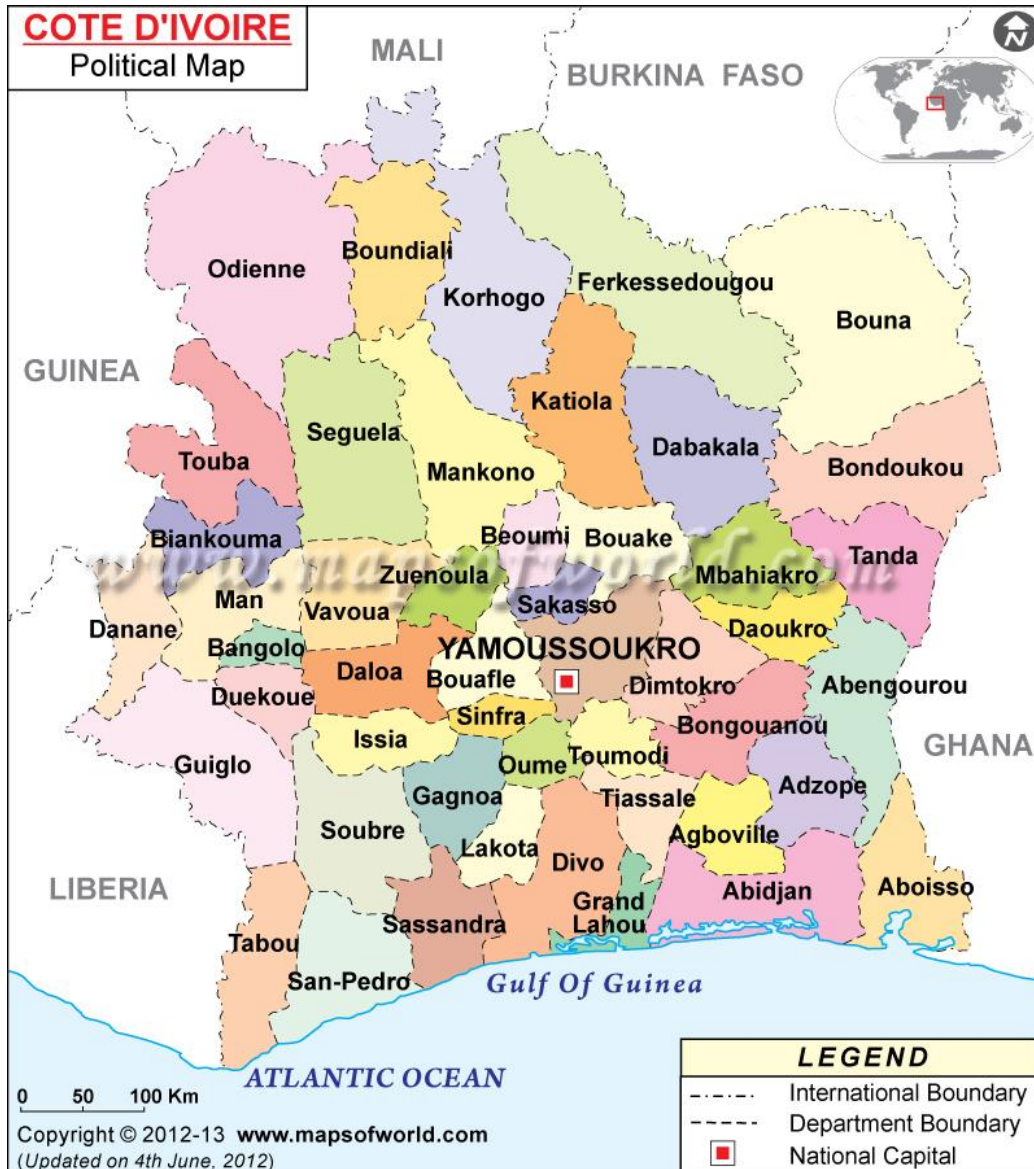 COTE D'IVOIRE
Political Map
N
MALI
BURKINA FASO
Odienne
Boundiali
Korhogo
Ferkessedougou
Bouna
GUINEA
Touba
Seguela
Mankono
Katiola
Dabakala
Bondoukou
Biankouma
Beoumi
Bouake
Mbahiakro
Tanda
www.mapsofworld.com
Danane
Man
Vavoua
Zuenoula
Sakasso
Daoukro
Bangolo
Daloa
YAMOUSSOUKRO
Bouafle
Dimtokro
Abengourou
Duekoue
Sinfra
Bongouanou
Guiglo
Issia
Oume
Toumodi
GHANA
Gagnoa
Tiassale
Adzope
Soubre
Lakota
Divo
Agboville
LIBERIA
Grand
Lahou
Abidjan
Aboisso
Tabou
Sassandra
San-Pedro
Gulf Of Guinea
ATLANTIC OCEAN
0 50 100 Km
Copyright © 2012-13 www.mapsofworld.com
(Updated on 4th June, 2012)
LEGEND
International Boundary
Department Boundary
National Capital